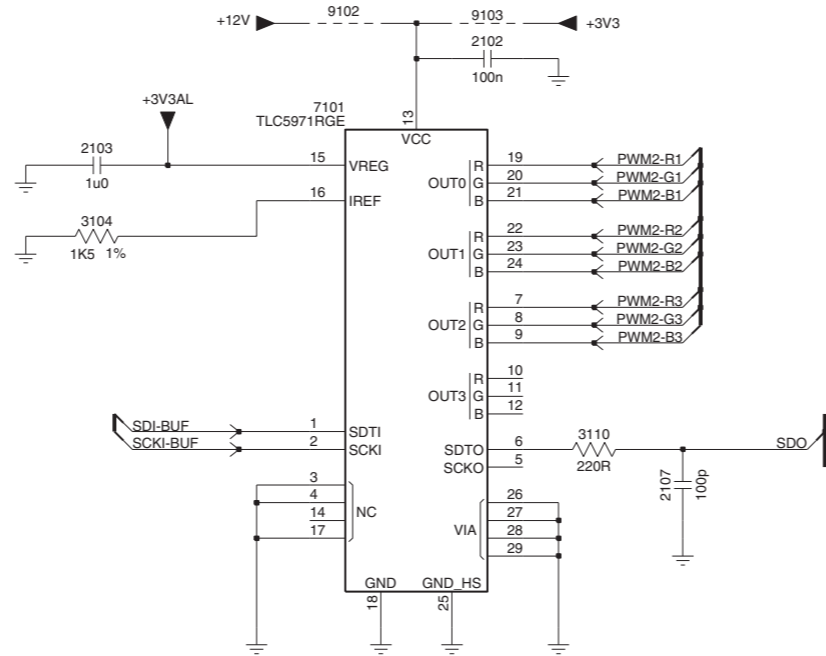 9102
9103
+12V
+3V3
2102
100n
+3V3AL
7101
TLC5971RGE
13
VCC
2103
1u0
15
VREG
16
IREF
3104
1K5 1%
OUT0
R
19
PWM2-R1
G
20
PWM2-G1
B
21
PWM2-B1
OUT1
R
22
PWM2-R2
G
23
PWM2-G2
B
24
PWM2-B2
OUT2
R
7
PWM2-R3
G
8
PWM2-G3
B
9
PWM2-B3
OUT3
R
10
G
11
B
12
SDI-BUF
1
SDTI
SCKI-BUF
2
SCKI
SDTO
6
3110
220R
SDO
SCKO
5
2107
100p
3
4
14
17
NC
VIA
26
27
28
29
GND
18
GND_HS
25